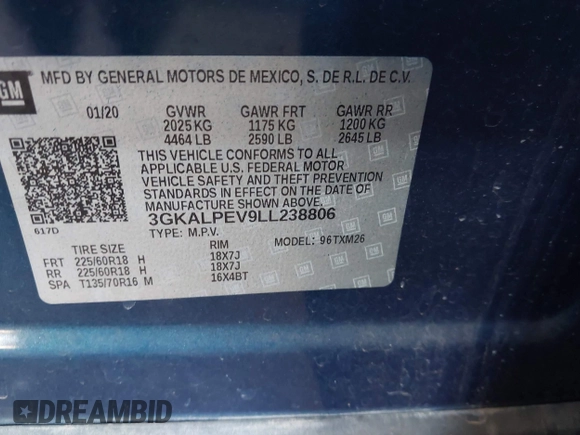 GM
MFD BY GENERAL MOTORS DE MEXICO, S. DE R.L. DE C.V.
01/20 GVWR GAWR FRT GAWR RR
2025 KG 1175 KG 1200 KG
4464 LB 2590 LB 2645 LB
THIS VEHICLE CONFORMS TO ALL
APPLICABLE U.S. FEDERAL MOTOR
VEHICLE SAFETY AND THEFT PREVENTION
STANDARDS IN EFFECT ON THE DATE OF
MANUFACTURE SHOWN ABOVE.
3GKALPEV9LL238806
617D TYPE: M.P.V. MODEL: 96TXM26
TIRE SIZE RIM
FRT 225/60R18 H 18X7J
RR 225/60R18 H 18X7J
SPA T135/70R16 M 16X4BT
DREAMBID